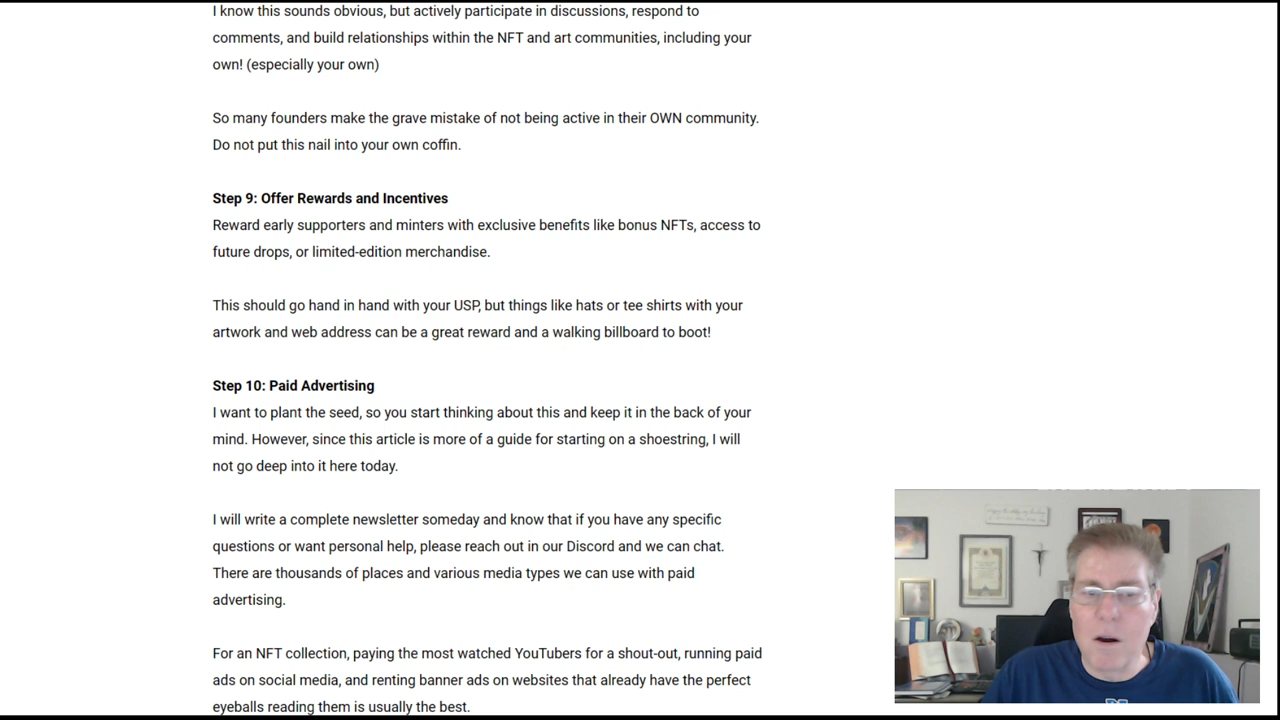 I know this sounds obvious, but actively participate in discussions, respond to
comments, and build relationships within the NFT and art communities, including your
own! (especially your own)
So many founders make the grave mistake of not being active in their OWN community.
Do not put this nail into your own coffin.
Step 9: Offer Rewards and Incentives
Reward early supporters and minters with exclusive benefits like bonus NFTs, access to
future drops, or limited-edition merchandise.
This should go hand in hand with your USP, but things like hats or tee shirts with your
artwork and web address can be a great reward and a walking billboard to boot!
Step 10: Paid Advertising
I want to plant the seed, so you start thinking about this and keep it in the back of your
mind. However, since this article is more of a guide for starting on a shoestring, I will
not go deep into it here today.
I will write a complete newsletter someday and know that if you have any specific
questions or want personal help, please reach out in our Discord and we can chat.
There are thousands of places and various media types we can use with paid
advertising.
For an NFT collection, paying the most watched YouTubers for a shout-out, running paid
ads on social media, and renting banner ads on websites that already have the perfect
eyeballs reading them is usually the best.